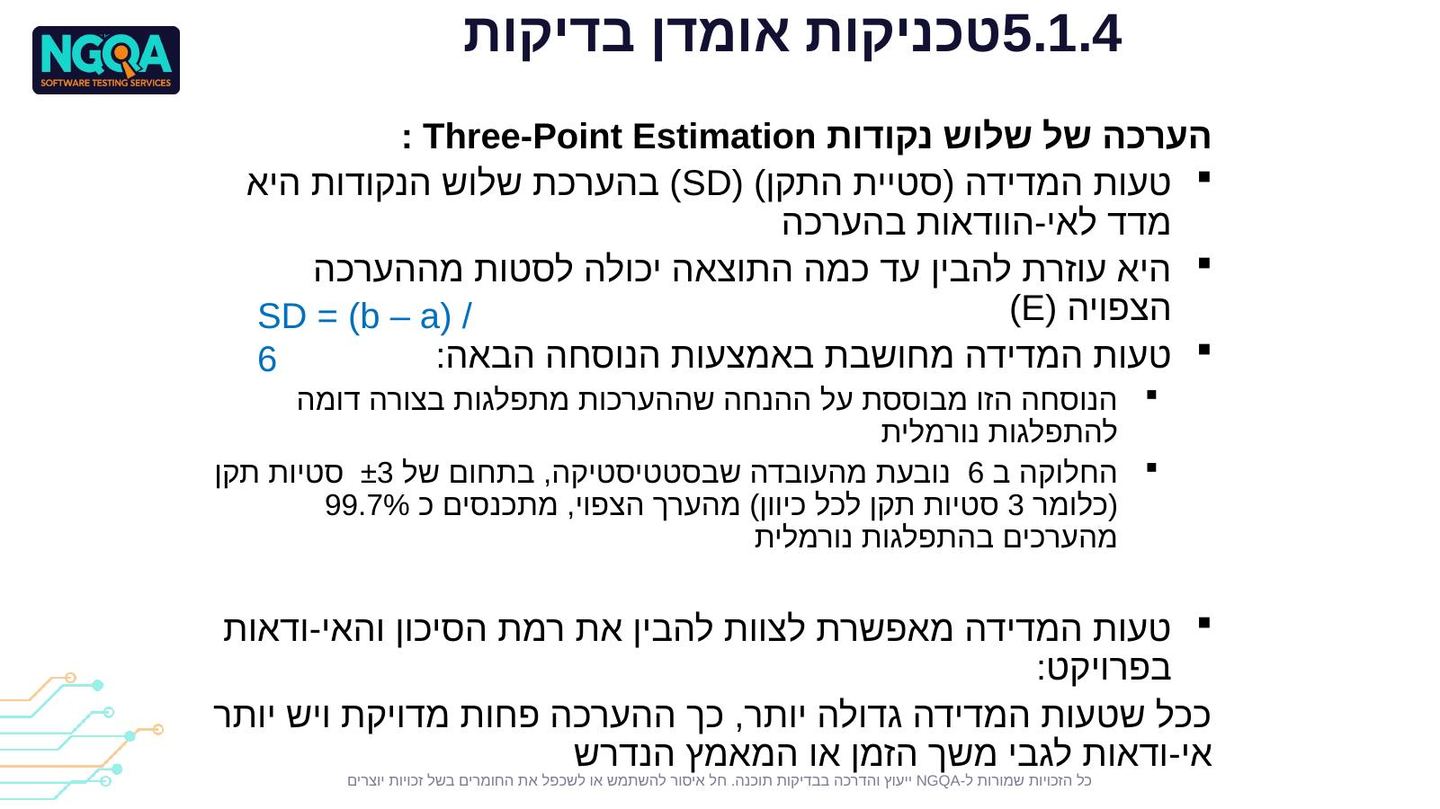 5.1.4טכניקות אומדן בדיקות
NGQA
SOFTWARE TESTING SERVICES
הערכה של שלוש נקודות Three-Point Estimation :
▪ טעות המדידה (סטיית התקן) (SD) בהערכת שלוש הנקודות היא
מדד לאי-הוודאות בהערכה
▪ היא עוזרת להבין עד כמה התוצאה יכולה לסטות מההערכה
הצפויה (E)
▪ טעות המדידה מחושבת באמצעות הנוסחה הבאה:
SD = (b – a) /
6
▪ הנוסחה הזו מבוססת על ההנחה שההערכות מתפלגות בצורה דומה
להתפלגות נורמלית
▪ החלוקה ב 6 נובעת מהעובדה שבסטטיסטיקה, בתחום של ±3 סטיות תקן
(כלומר 3 סטיות תקן לכל כיוון) מהערך הצפוי, מתכנסים כ 99.7%
מהערכים בהתפלגות נורמלית
▪ טעות המדידה מאפשרת לצוות להבין את רמת הסיכון והאי-ודאות
בפרויקט:
ככל שטעות המדידה גדולה יותר, כך ההערכה פחות מדויקת ויש יותר
אי-ודאות לגבי משך הזמן או המאמץ הנדרש
כל הזכויות שמורות ל-NGQA ייעוץ והדרכה בבדיקות תוכנה. חל איסור להשתמש או לשכפל את החומרים בשל זכויות יוצרים